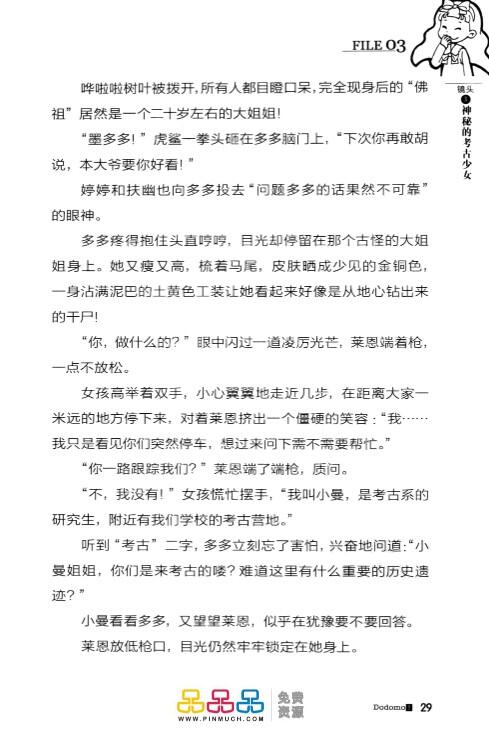 FILE 03
镜头
神秘的考古少女
哗啦啦树叶被拨开，所有人都目瞪口呆，完全现身后的“佛
祖”居然是一个二十岁左右的大姐姐！
“墨多多！”虎鲨一拳头砸在多多脑门上，“下次你再敢胡
说，本大爷要你好看！”
婷婷和扶幽也向多多投去“问题多多的话果然不可靠”
的眼神。
多多疼得抱住头直哼哼，目光却停留在那个古怪的大姐
姐身上。她又瘦又高，梳着马尾，皮肤晒成少见的金铜色，
一身沾满泥巴的土黄色工装让她看起来好像是从地心钻出来
的干尸！
“你，做什么的？”眼中闪过一道凌厉光芒，莱恩端着枪，
一点不放松。
女孩高举着双手，小心翼翼地走近几步，在距离大家一
米远的地方停下来，对着莱恩挤出一个僵硬的笑容：“我……
我只是看见你们突然停车，想过来问下需不需要帮忙。”
“你一路跟踪我们？”莱恩端了端枪，质问。
“不，我没有！”女孩慌忙摆手，“我叫小曼，是考古系的
研究生，附近有我们学校的考古营地。”
听到“考古”二字，多多立刻忘了害怕，兴奋地问道：“小
曼姐姐，你们是来考古的喽？难道这里有什么重要的历史遗
迹？”
小曼看看多多，又望望莱恩，似乎在犹豫要不要回答。
莱恩放低枪口，目光仍然牢牢锁定在她身上。
品品品
WWW.PINMUCH.COM
免费
资源
Dodomo
29